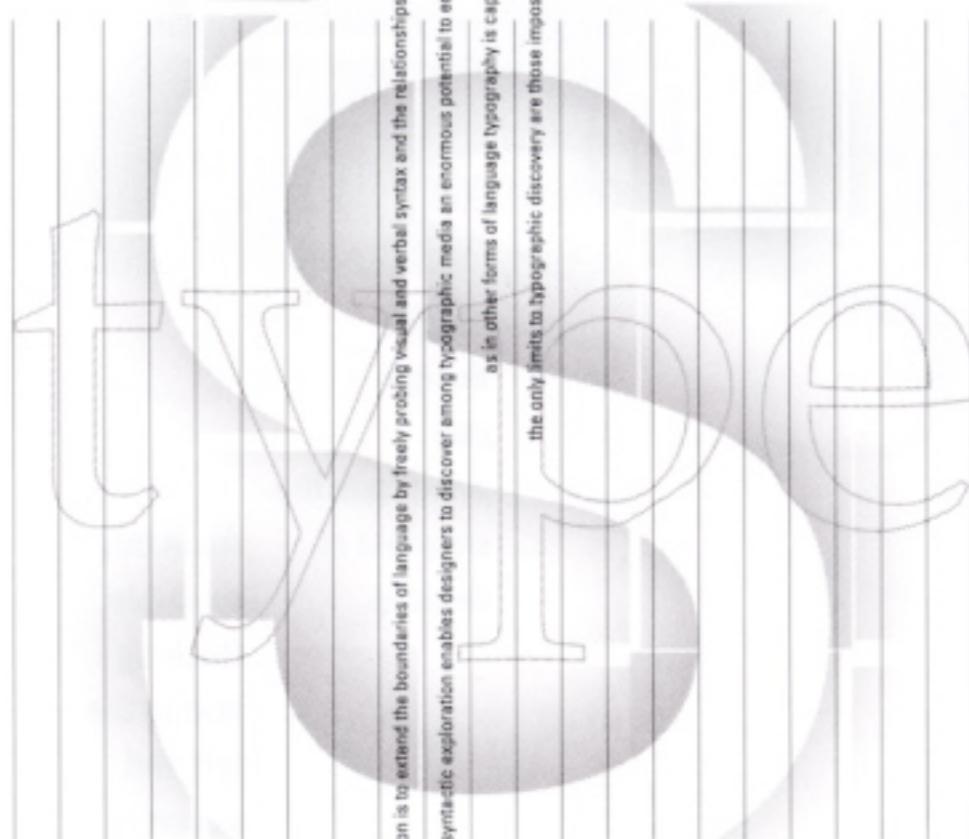 S
type
on is to extend the boundaries of language by freely probing visual and verbal syntax and the relationships
syntactic exploration enables designers to discover among typographic media an enormous potential to e
as in other forms of language typography is cap
the only limits to typographic discovery are those impos